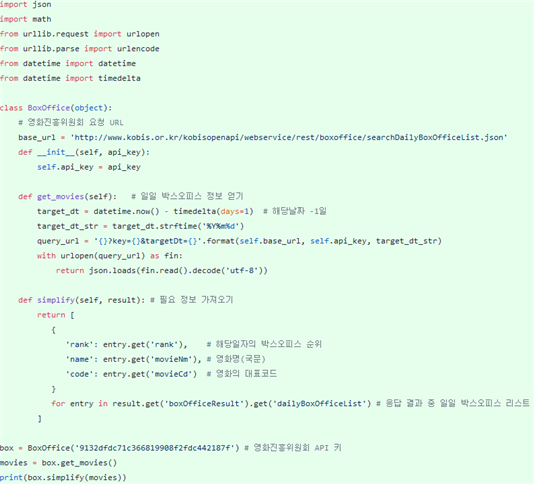 import json
import math
from urllib.request import urlopen
from urllib.parse import urlencode
from datetime import datetime
from datetime import timedelta
class BoxOffice(object):
# 영화진흥위원회 요청 URL
base_url = 'http://www.kobis.or.kr/kobisopenapi/webservice/rest/boxoffice/searchDailyBoxOfficeList.json'
def __init__(self, api_key):
self.api_key = api_key
def get_movies(self): # 일일 박스오피스 정보 얻기
target_dt = datetime.now() - timedelta(days=1) # 해당날짜 -1일
target_dt_str = target_dt.strftime('%Y%m%d')
query_url = '{}?key={}&targetDt={}'.format(self.base_url, self.api_key, target_dt_str)
with urlopen(query_url) as fin:
return json.loads(fin.read().decode('utf-8'))
def simplify(self, result): # 필요 정보 가져오기
return [
{
'rank': entry.get('rank'), # 해당일자의 박스오피스 순위
'name': entry.get('movieNm'), # 영화명(국문)
'code': entry.get('movieCd') # 영화의 대표코드
}
for entry in result.get('boxOfficeResult').get('dailyBoxOfficeList') # 응답 결과 중 일일 박스오피스 리스트
]
box = BoxOffice('9132dfdc71c366819908f2fdc442187f') # 영화진흥위원회 API 키
movies = box.get_movies()
print(box.simplify(movies))